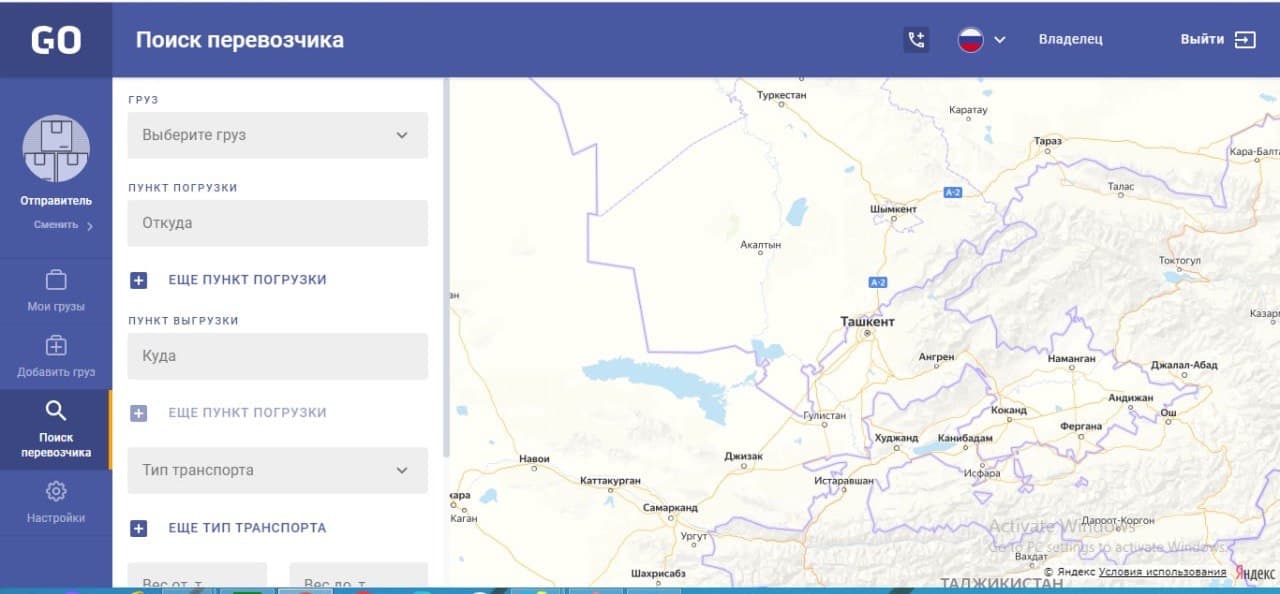 GO
Поиск перевозчика
Владелец
Выйти
Отправитель
Сменить
Мои грузы
Добавить груз
Поиск
перевозчика
Настройки
ГРУЗ
Выберите груз
ПУНКТ ПОГРУЗКИ
Откуда
ЕЩЕ ПУНКТ ПОГРУЗКИ
ПУНКТ ВЫГРУЗКИ
Куда
ЕЩЕ ПУНКТ ПОГРУЗКИ
Тип транспорта
ЕЩЕ ТИП ТРАНСПОРТА
Вес от, т
Вес до, т
Туркестан
Каратау
Тараз
Кара-Балта
A-2
Талас
Шымкент
Акалтын
Токтогул
A-2
Ташкент
Ангрен
Наманган
Джалал-Абад
Андижан
Коканд
Ош
Гулистан
Фергана
Худжанд
Канибадам
Навои
Джизак
Исфара
Каттакурган
Истаравшан
Каган
Самарканд
Ургут
Activate Windows
Дароот-Коргон
Go to PC settings to activate Windows.
Вахдат
Шахрисабз
© Яндекс Условия использования
Яндекс
ТАДЖИКИСТАН